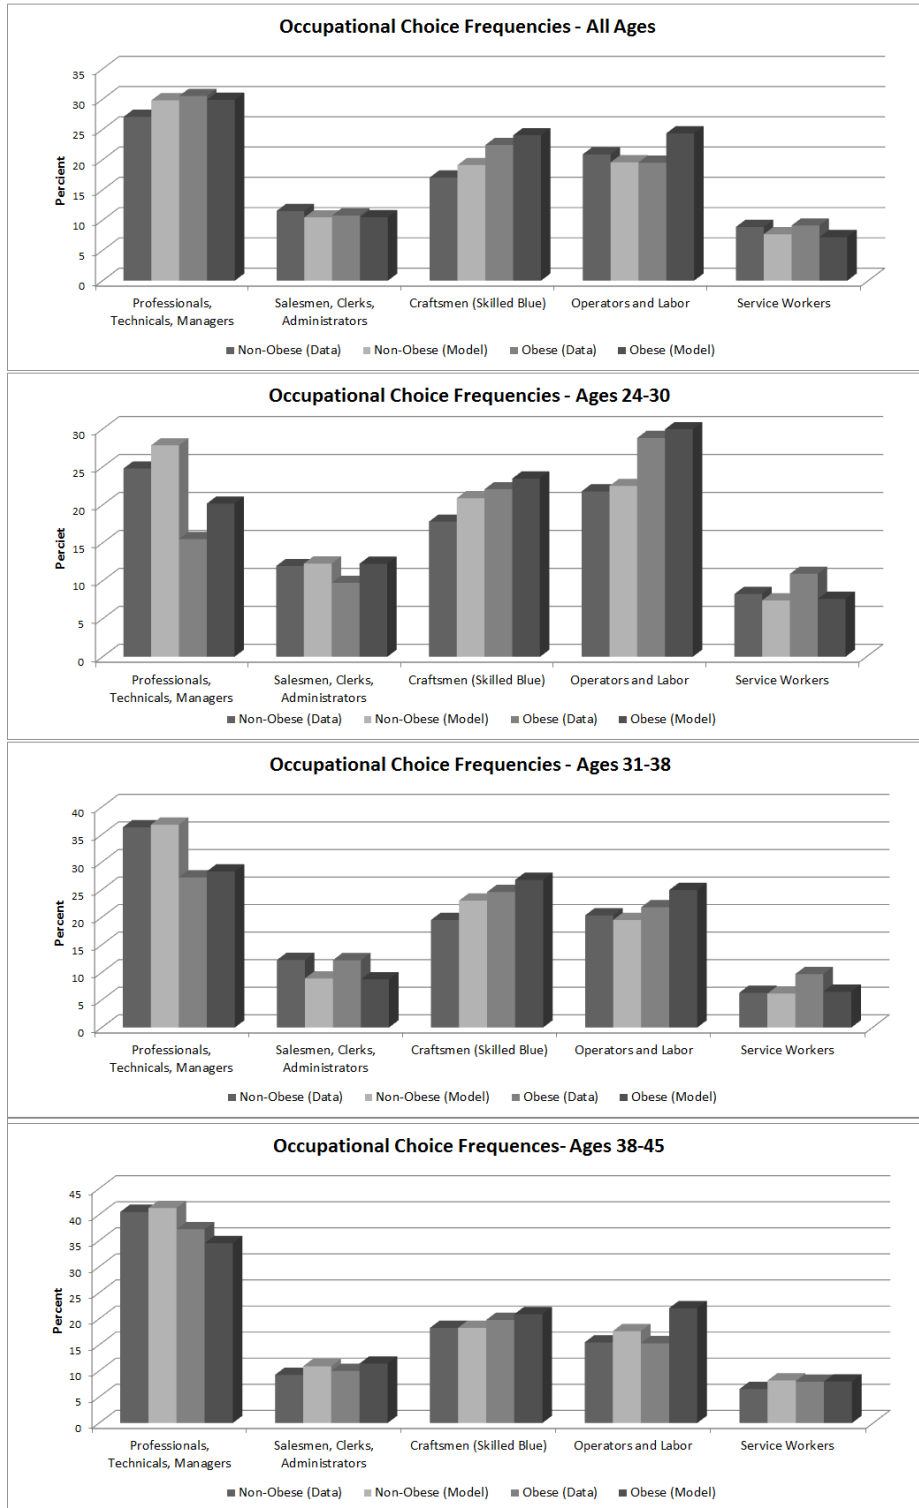 Occupational Choice Frequencies - All Ages
35
30
25
20
15
10
5
0
Percient
Professionals,
Technicals, Managers
Salesmen, Clerks,
Administrators
Craftsmen (Skilled Blue)
Operators and Labor
Service Workers
Non-Obese (Data) Non-Obese (Model) Obese (Data) Obese (Model)
Occupational Choice Frequencies - Ages 24-30
30
25
20
15
10
5
0
Perciet
Professionals,
Technicals, Managers
Salesmen, Clerks,
Administrators
Craftsmen (Skilled Blue)
Operators and Labor
Service Workers
Non-Obese (Data) Non-Obese (Model) Obese (Data) Obese (Model)
Occupational Choice Frequencies - Ages 31-38
40
35
30
25
20
15
10
5
0
Percent
Professionals,
Technicals, Managers
Salesmen, Clerks,
Administrators
Craftsmen (Skilled Blue)
Operators and Labor
Service Workers
Non-Obese (Data) Non-Obese (Model) Obese (Data) Obese (Model)
Occupational Choice Frequences- Ages 38-45
45
40
35
30
25
20
15
10
5
0
Percent
Professionals,
Technicals, Managers
Salesmen, Clerks,
Administrators
Craftsmen (Skilled Blue)
Operators and Labor
Service Workers
Non-Obese (Data) Non-Obese (Model) Obese (Data) Obese (Model)